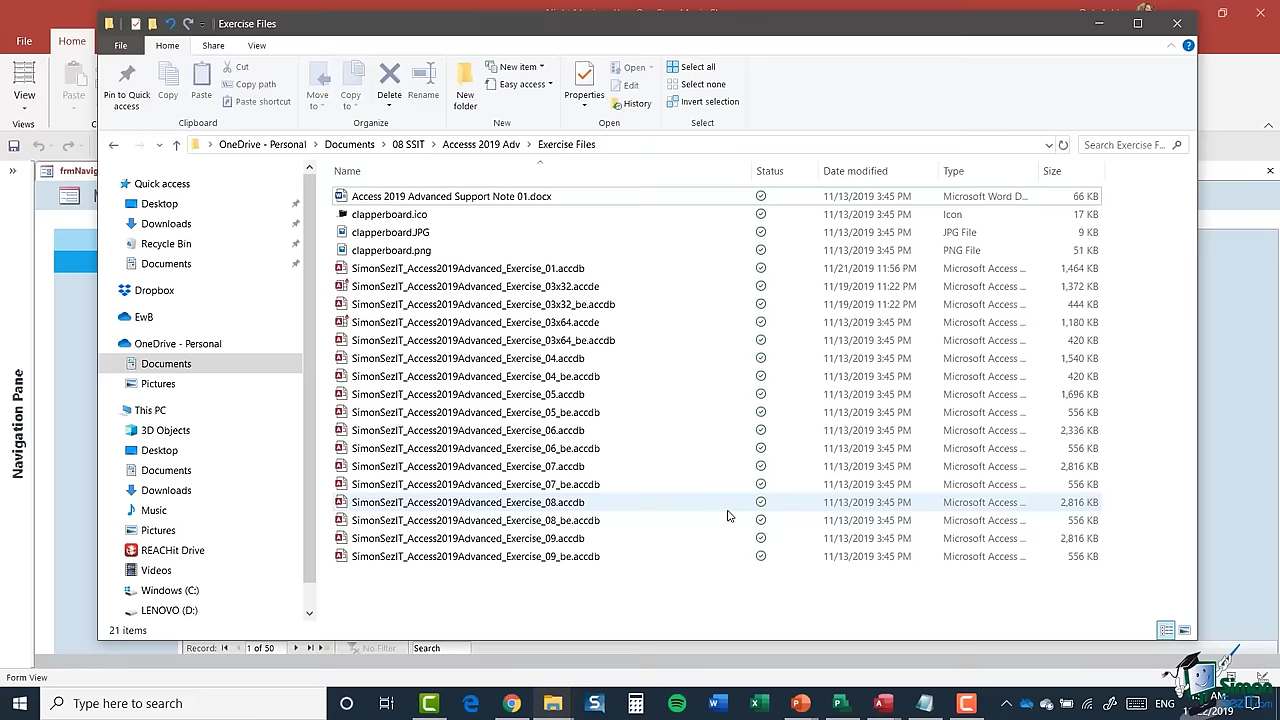 Exercise Files
File
Home
File Home Share View
View
Views
Paste
Pin to Quick access
Copy
Paste
Cut
Copy path
Paste shortcut
Move to
Copy to
Delete
Rename
New folder
New item
Easy access
Properties
Open
Edit
History
Select all
Select none
Invert selection
Clipboard Organize New Open Select
OneDrive - Personal > Documents > 08 SSIT > Accesss 2019 Adv > Exercise Files
Search Exercise F...
frmNavig
Name Status Date modified Type Size
Quick access
Desktop
Downloads
Recycle Bin
Documents
Dropbox
EwB
OneDrive - Personal
Documents
Pictures
This PC
3D Objects
Desktop
Documents
Downloads
Music
Pictures
REACHit Drive
Videos
Windows (C:)
LENOVO (D:)
Access 2019 Advanced Support Note 01.docx 11/13/2019 3:45 PM Microsoft Word D... 66 KB
clapperboard.ico 11/13/2019 3:45 PM Icon 17 KB
clapperboard.JPG 11/13/2019 3:45 PM JPG File 9 KB
clapperboard.png 11/13/2019 3:45 PM PNG File 51 KB
SimonSezIT_Access2019Advanced_Exercise_01.accdb 11/21/2019 11:56 PM Microsoft Access ... 1,464 KB
SimonSezIT_Access2019Advanced_Exercise_03x32.accde 11/19/2019 11:22 PM Microsoft Access ... 1,372 KB
SimonSezIT_Access2019Advanced_Exercise_03x32_be.accdb 11/19/2019 11:22 PM Microsoft Access ... 444 KB
SimonSezIT_Access2019Advanced_Exercise_03x64.accde 11/13/2019 3:45 PM Microsoft Access ... 1,180 KB
SimonSezIT_Access2019Advanced_Exercise_03x64_be.accdb 11/13/2019 3:45 PM Microsoft Access ... 420 KB
SimonSezIT_Access2019Advanced_Exercise_04.accdb 11/13/2019 3:45 PM Microsoft Access ... 1,540 KB
SimonSezIT_Access2019Advanced_Exercise_04_be.accdb 11/13/2019 3:45 PM Microsoft Access ... 420 KB
SimonSezIT_Access2019Advanced_Exercise_05.accdb 11/13/2019 3:45 PM Microsoft Access ... 1,696 KB
SimonSezIT_Access2019Advanced_Exercise_05_be.accdb 11/13/2019 3:45 PM Microsoft Access ... 556 KB
SimonSezIT_Access2019Advanced_Exercise_06.accdb 11/13/2019 3:45 PM Microsoft Access ... 2,336 KB
SimonSezIT_Access2019Advanced_Exercise_06_be.accdb 11/13/2019 3:45 PM Microsoft Access ... 556 KB
SimonSezIT_Access2019Advanced_Exercise_07.accdb 11/13/2019 3:45 PM Microsoft Access ... 2,816 KB
SimonSezIT_Access2019Advanced_Exercise_07_be.accdb 11/13/2019 3:45 PM Microsoft Access ... 556 KB
SimonSezIT_Access2019Advanced_Exercise_08.accdb 11/13/2019 3:45 PM Microsoft Access ... 2,816 KB
SimonSezIT_Access2019Advanced_Exercise_08_be.accdb 11/13/2019 3:45 PM Microsoft Access ... 556 KB
SimonSezIT_Access2019Advanced_Exercise_09.accdb 11/13/2019 3:45 PM Microsoft Access ... 2,816 KB
SimonSezIT_Access2019Advanced_Exercise_09_be.accdb 11/13/2019 3:45 PM Microsoft Access ... 556 KB
Navigation Pane
21 items
Record: 1 of 50 No Filter Search
Form View
Type here to search